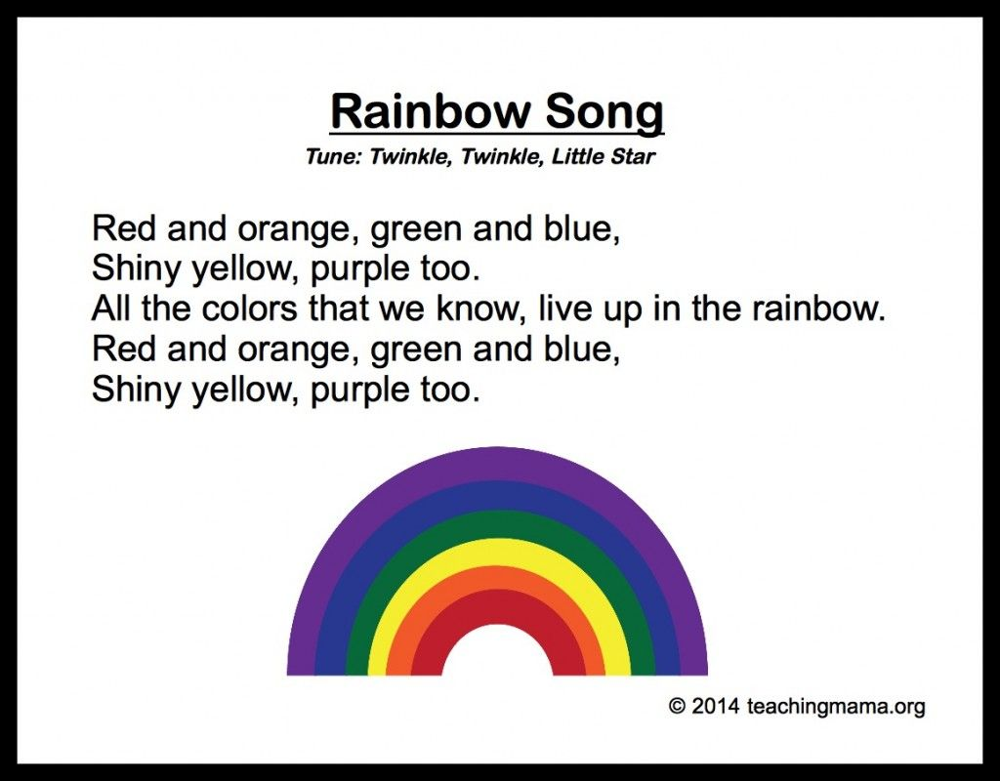 Rainbow Song
Tune: Twinkle, Twinkle, Little Star
Red and orange, green and blue,
Shiny yellow, purple too.
All the colors that we know, live up in the rainbow.
Red and orange, green and blue,
Shiny yellow, purple too.
© 2014 teachingmama.org